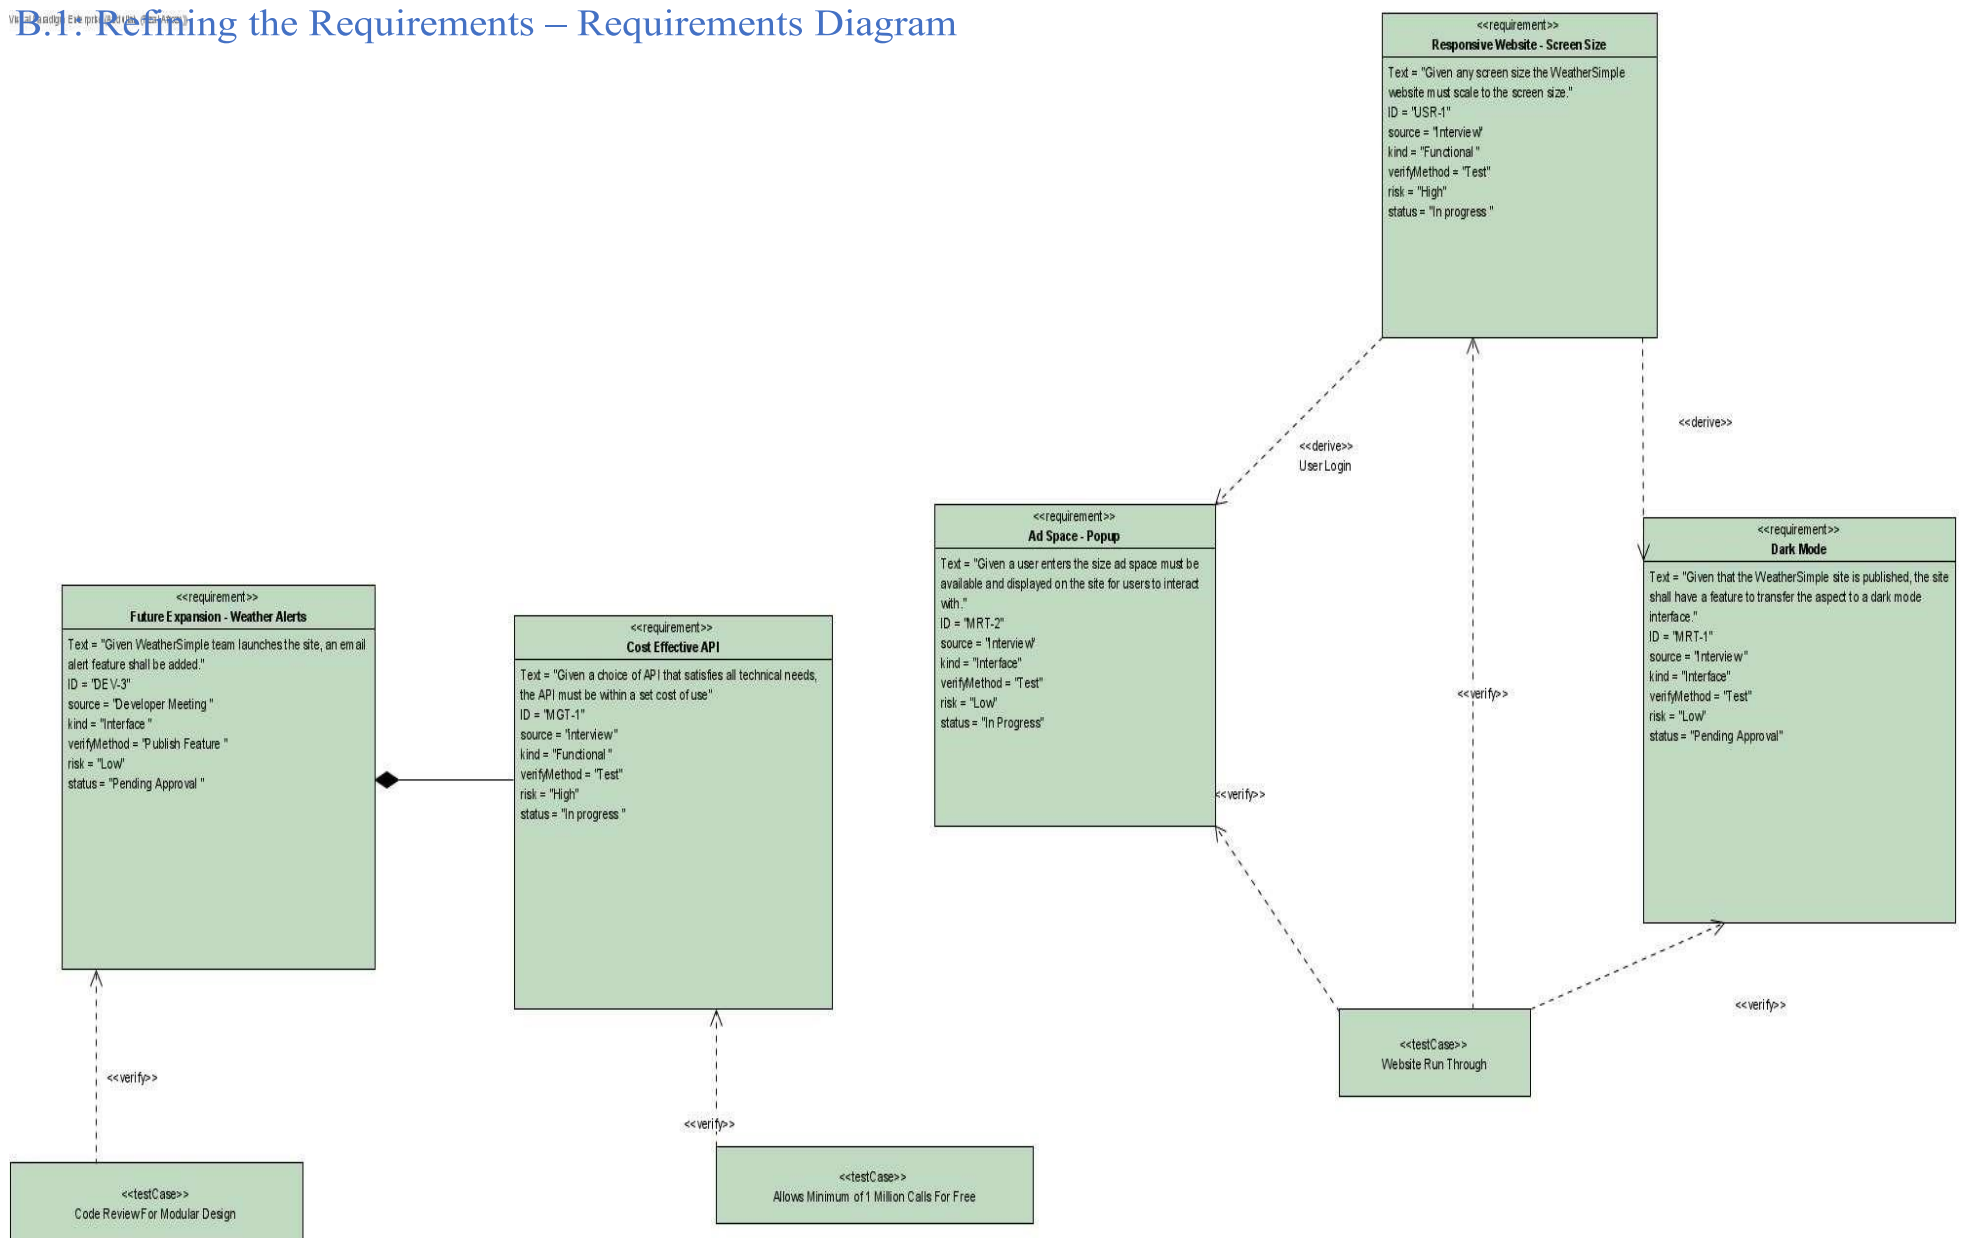 B.1: Refining the Requirements – Requirements Diagram
<<requirement>>
Responsive Website - Screen Size
Text = "Given any screen size the WeatherSimple
website must scale to the screen size."
ID = "USR-1"
source = "Interview"
kind = "Functional "
verifyMethod = "Test"
risk = "High"
status = "In progress "
<<derive>>
User Login
<<derive>>
<<requirement>>
Ad Space - Popup
Text = "Given a user enters the size ad space must be
available and displayed on the site for users to interact
with."
ID = "MRT-2"
source = "Interview"
kind = "Interface"
verifyMethod = "Test"
risk = "Low"
status = "In Progress"
<<requirement>>
Dark Mode
Text = "Given that the WeatherSimple site is published, the site
shall have a feature to transfer the aspect to a dark mode
interface."
ID = "MRT-1"
source = "Interview"
kind = "Interface"
verifyMethod = "Test"
risk = "Low"
status = "Pending Approval"
<<requirement>>
Future Expansion - Weather Alerts
Text = "Given WeatherSimple team launches the site, an email
alert feature shall be added."
ID = "DEV-3"
source = "Developer Meeting "
kind = "Interface "
verifyMethod = "Publish Feature "
risk = "Low"
status = "Pending Approval "
<<requirement>>
Cost Effective API
Text = "Given a choice of API that satisfies all technical needs,
the API must be within a set cost of use"
ID = "MGT-1"
source = "Interview"
kind = "Functional "
verifyMethod = "Test"
risk = "High"
status = "In progress "
<<verify>>
<<verify>>
<<verify>>
<<testCase>>
Website Run Through
<<verify>>
<<verify>>
<<testCase>>
Code Review For Modular Design
<<testCase>>
Allows Minimum of 1 Million Calls For Free